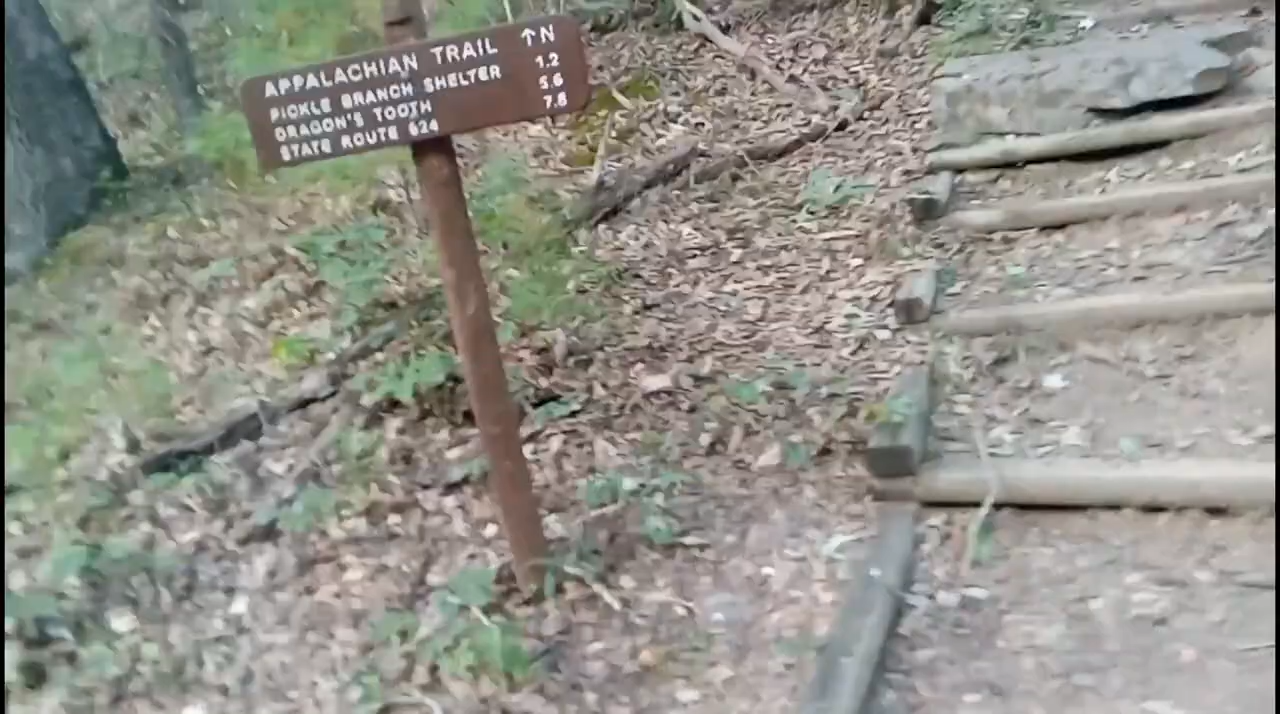 APPALACHIAN TRAIL ↑N
PICKLE BRANCH SHELTER 1.2
DRAGON'S TOOTH 5.6
STATE ROUTE 624 7.8